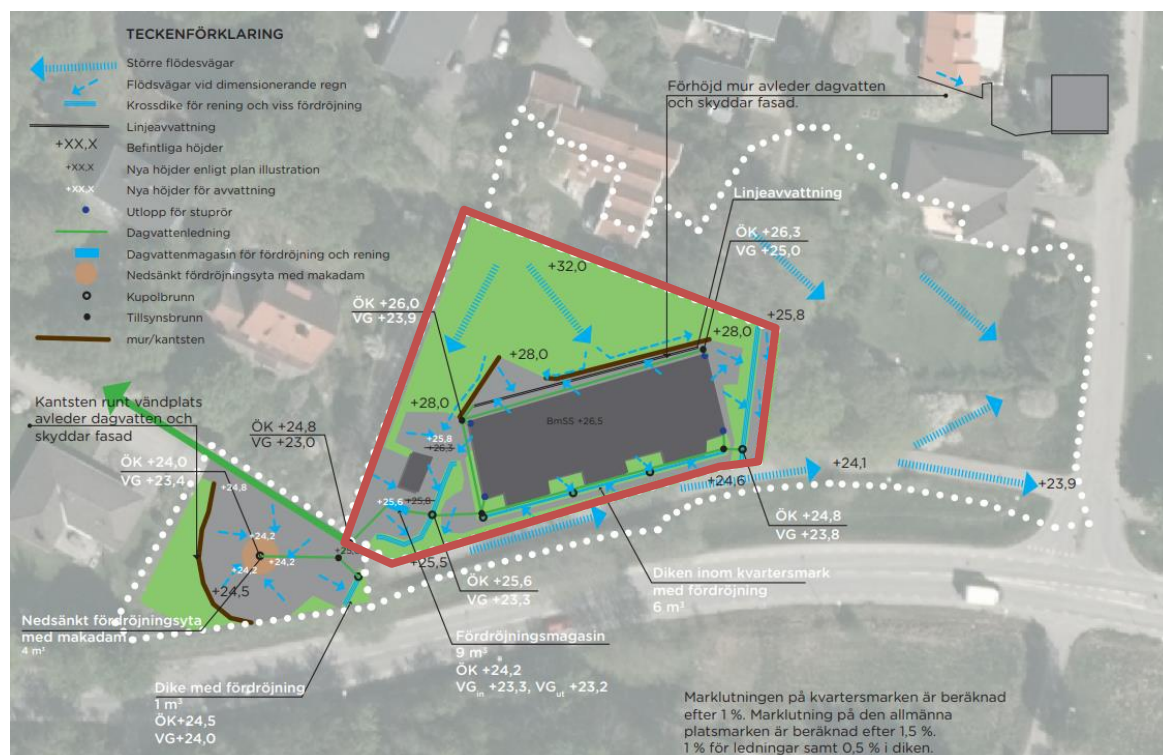 TECKENFÖRKLARING
Större flödesvägar
Flödsvägar vid dimensionerande regn
Krossdike för rening och viss fördröjning
Linjeavvattning
+XX,X Befintliga höjder
+XX,X Nya höjder enligt plan illustration
+XX,X Nya höjder för avvattning
Utlopp för stuprör
Dagvattenledning
Dagvattenmagasin för fördröjning och rening
Nedsänkt fördröjningsyta med makadam
Kupolbrunn
Tillsynsbrunn
mur/kantsten
Förhöjd mur avleder dagvatten
och skyddar fasad.
Linjeavvattning
ÖK +26,3
VG +25,0
+32,0
ÖK +26,0
VG +23,9
+25,8
+28,0
+28,0
+28,0
BmSS +26,5
+25,8
+26,3
Kantsten runt vändplats
avleder dagvatten och
skyddar fasad
ÖK +24,8
VG +23,0
ÖK +24,0
VG +23,4
+24,8
+24,2
+24,2
+24,2
+24,5
+25,6
+25,8
+24,6
+24,1
+23,9
+25,5
ÖK +24,8
VG +23,8
ÖK +25,6
VG +23,3
Diken inom kvartersmark
med fördröjning
6 m³
Nedsänkt fördröjningsyta
med makadam
4 m³
Fördröjningsmagasin
9 m³
ÖK +24,2
VGin +23,3, VGut +23,2
Dike med fördröjning
1 m³
ÖK+24,5
VG+24,0
Marklutningen på kvartersmarken är beräknad
efter 1 %. Marklutning på den allmänna
platsmarken är beräknad efter 1,5 %.
1 % för ledningar samt 0,5 % i diken.